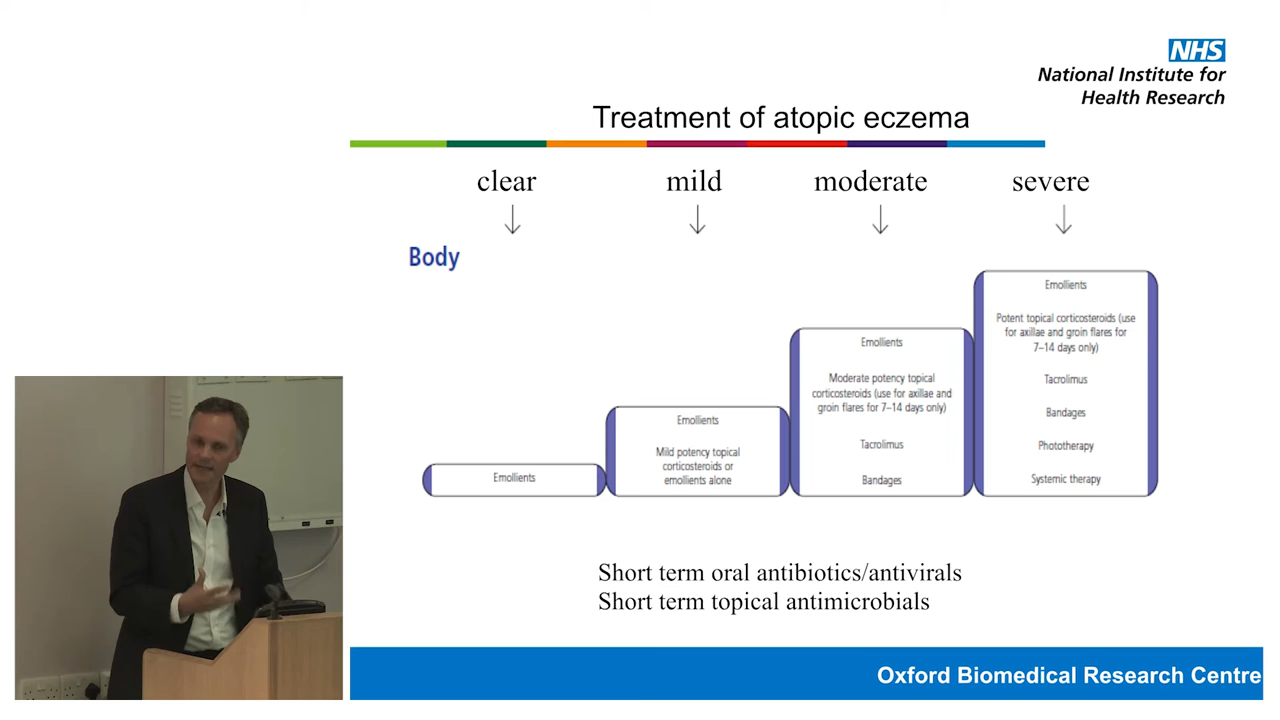 NHS
National Institute for
Health Research
Treatment of atopic eczema
clear
mild
moderate
severe
Body
Emollients
Emollients
Mild potency topical
corticosteroids or
emollients alone
Emollients
Moderate potency topical
corticosteroids (use for axillae and
groin flares for 7–14 days only)
Tacrolimus
Bandages
Emollients
Potent topical corticosteroids (use
for axillae and groin flares for
7–14 days only)
Tacrolimus
Bandages
Phototherapy
Systemic therapy
Short term oral antibiotics/antivirals
Short term topical antimicrobials
Oxford Biomedical Research Centre